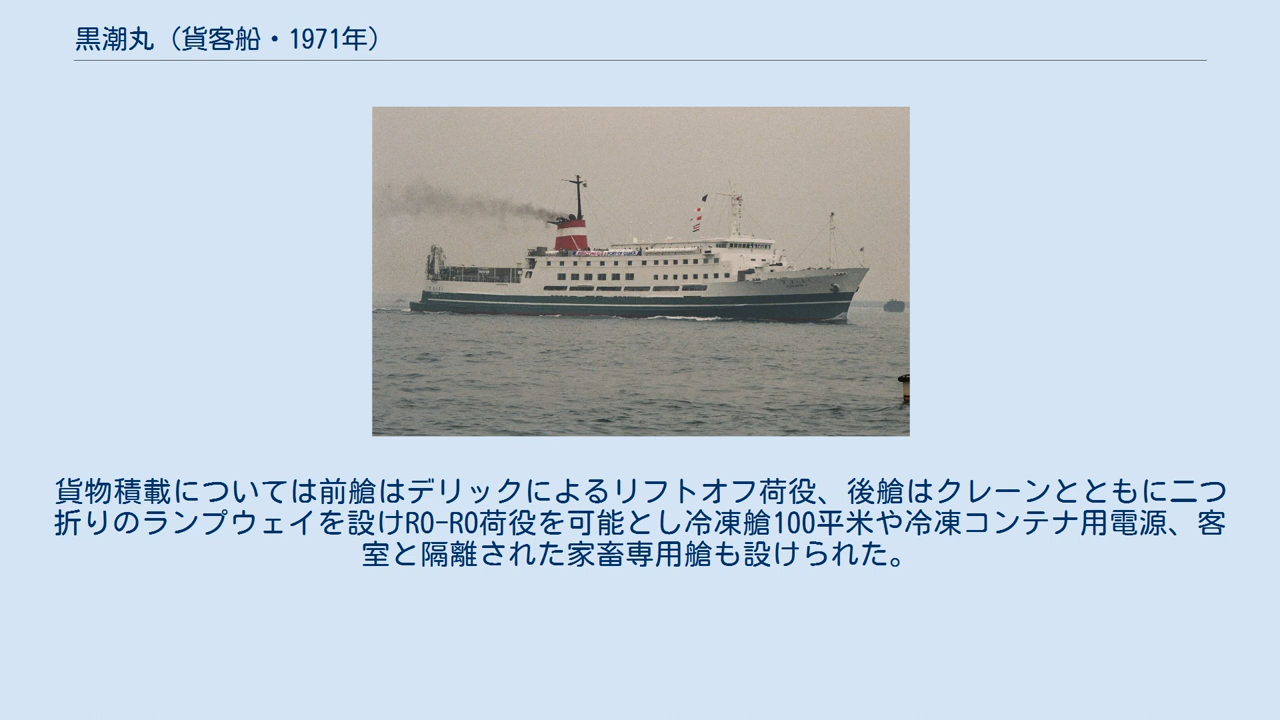 黒潮丸（貨客船・1971年）
貨物積載については前艙はデリックによるリフトオフ荷役、後艙はクレーンとともに二つ
折りのランプウェイを設けRO-RO荷役を可能とし冷凍艙100平米や冷凍コンテナ用電源、客
室と隔離された家畜専用艙も設けられた。